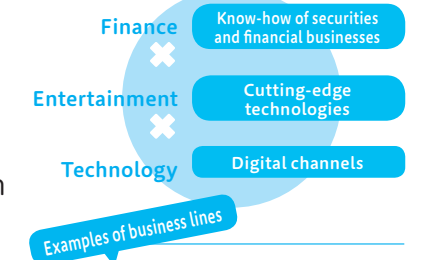 Finance
Know-how of securities
and financial businesses
Entertainment
Cutting-edge
technologies
Technology
Digital channels
Examples of business lines